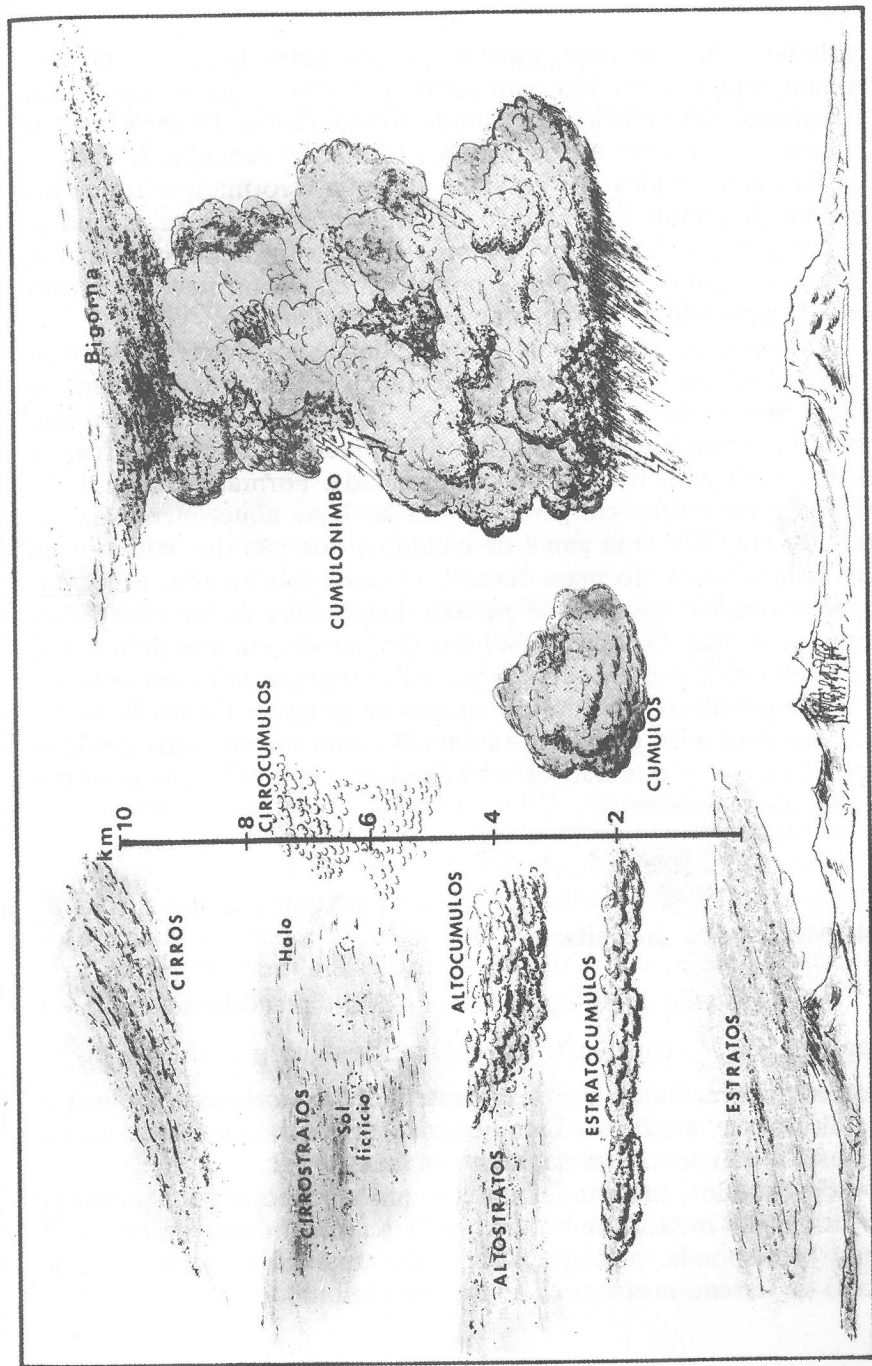 km
10
8
6
4
2
CIRROS
Halo
CIRROCUMULOS
CIRROSTRATOS
Sol
fictício
ALTOCUMULOS
ALTOSTRATOS
ESTRATOCUMULOS
ESTRATOS
Bigorna
CUMULONIMBO
CUMULOS